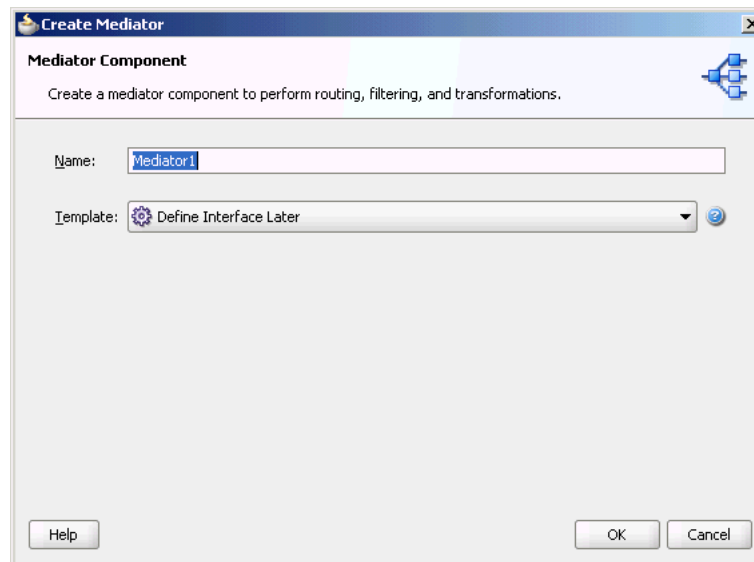 Create Mediator
Mediator Component
Create a mediator component to perform routing, filtering, and transformations.
Name: Mediator1
Template: Define Interface Later
Help OK Cancel